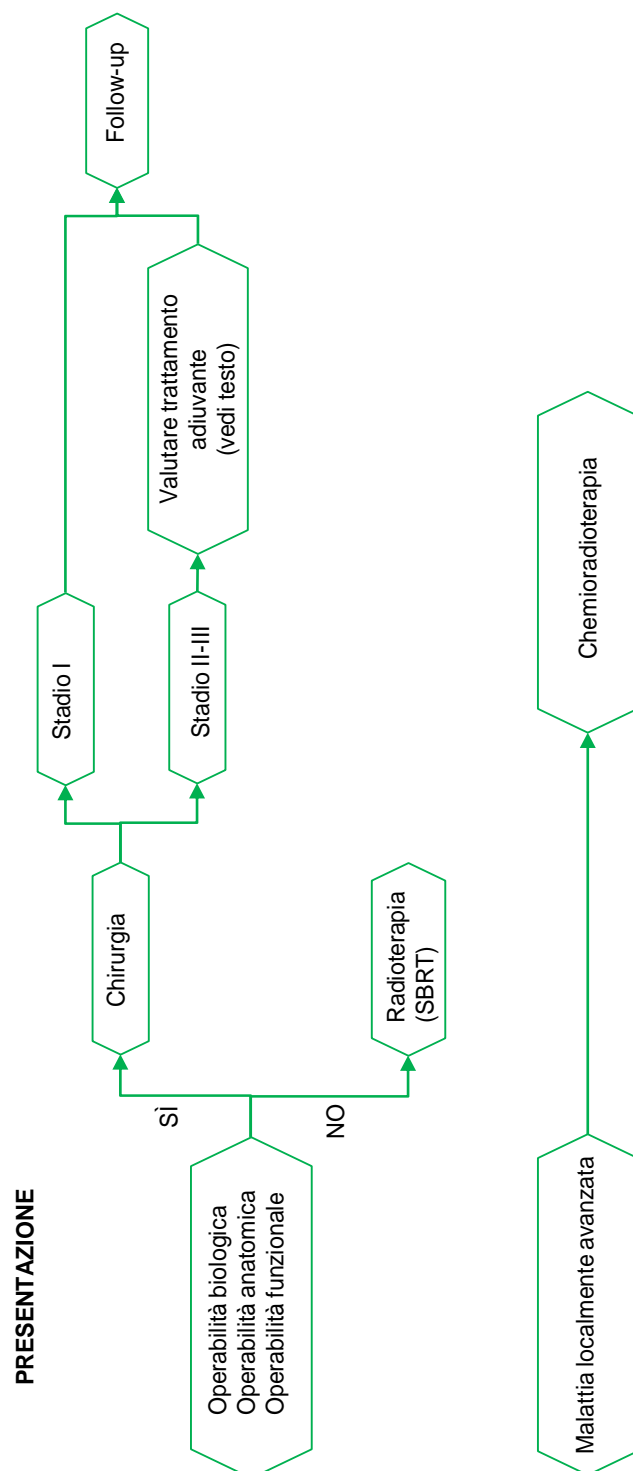 PRESENTAZIONE
Operabilità biologica
Operabilità anatomica
Operabilità funzionale
SÌ
NO
Chirurgia
Radioterapia
(SBRT)
Stadio I
Stadio II-III
Valutare trattamento
adiuvante
(vedi testo)
Follow-up
Malattia localmente avanzata
Chemioradioterapia